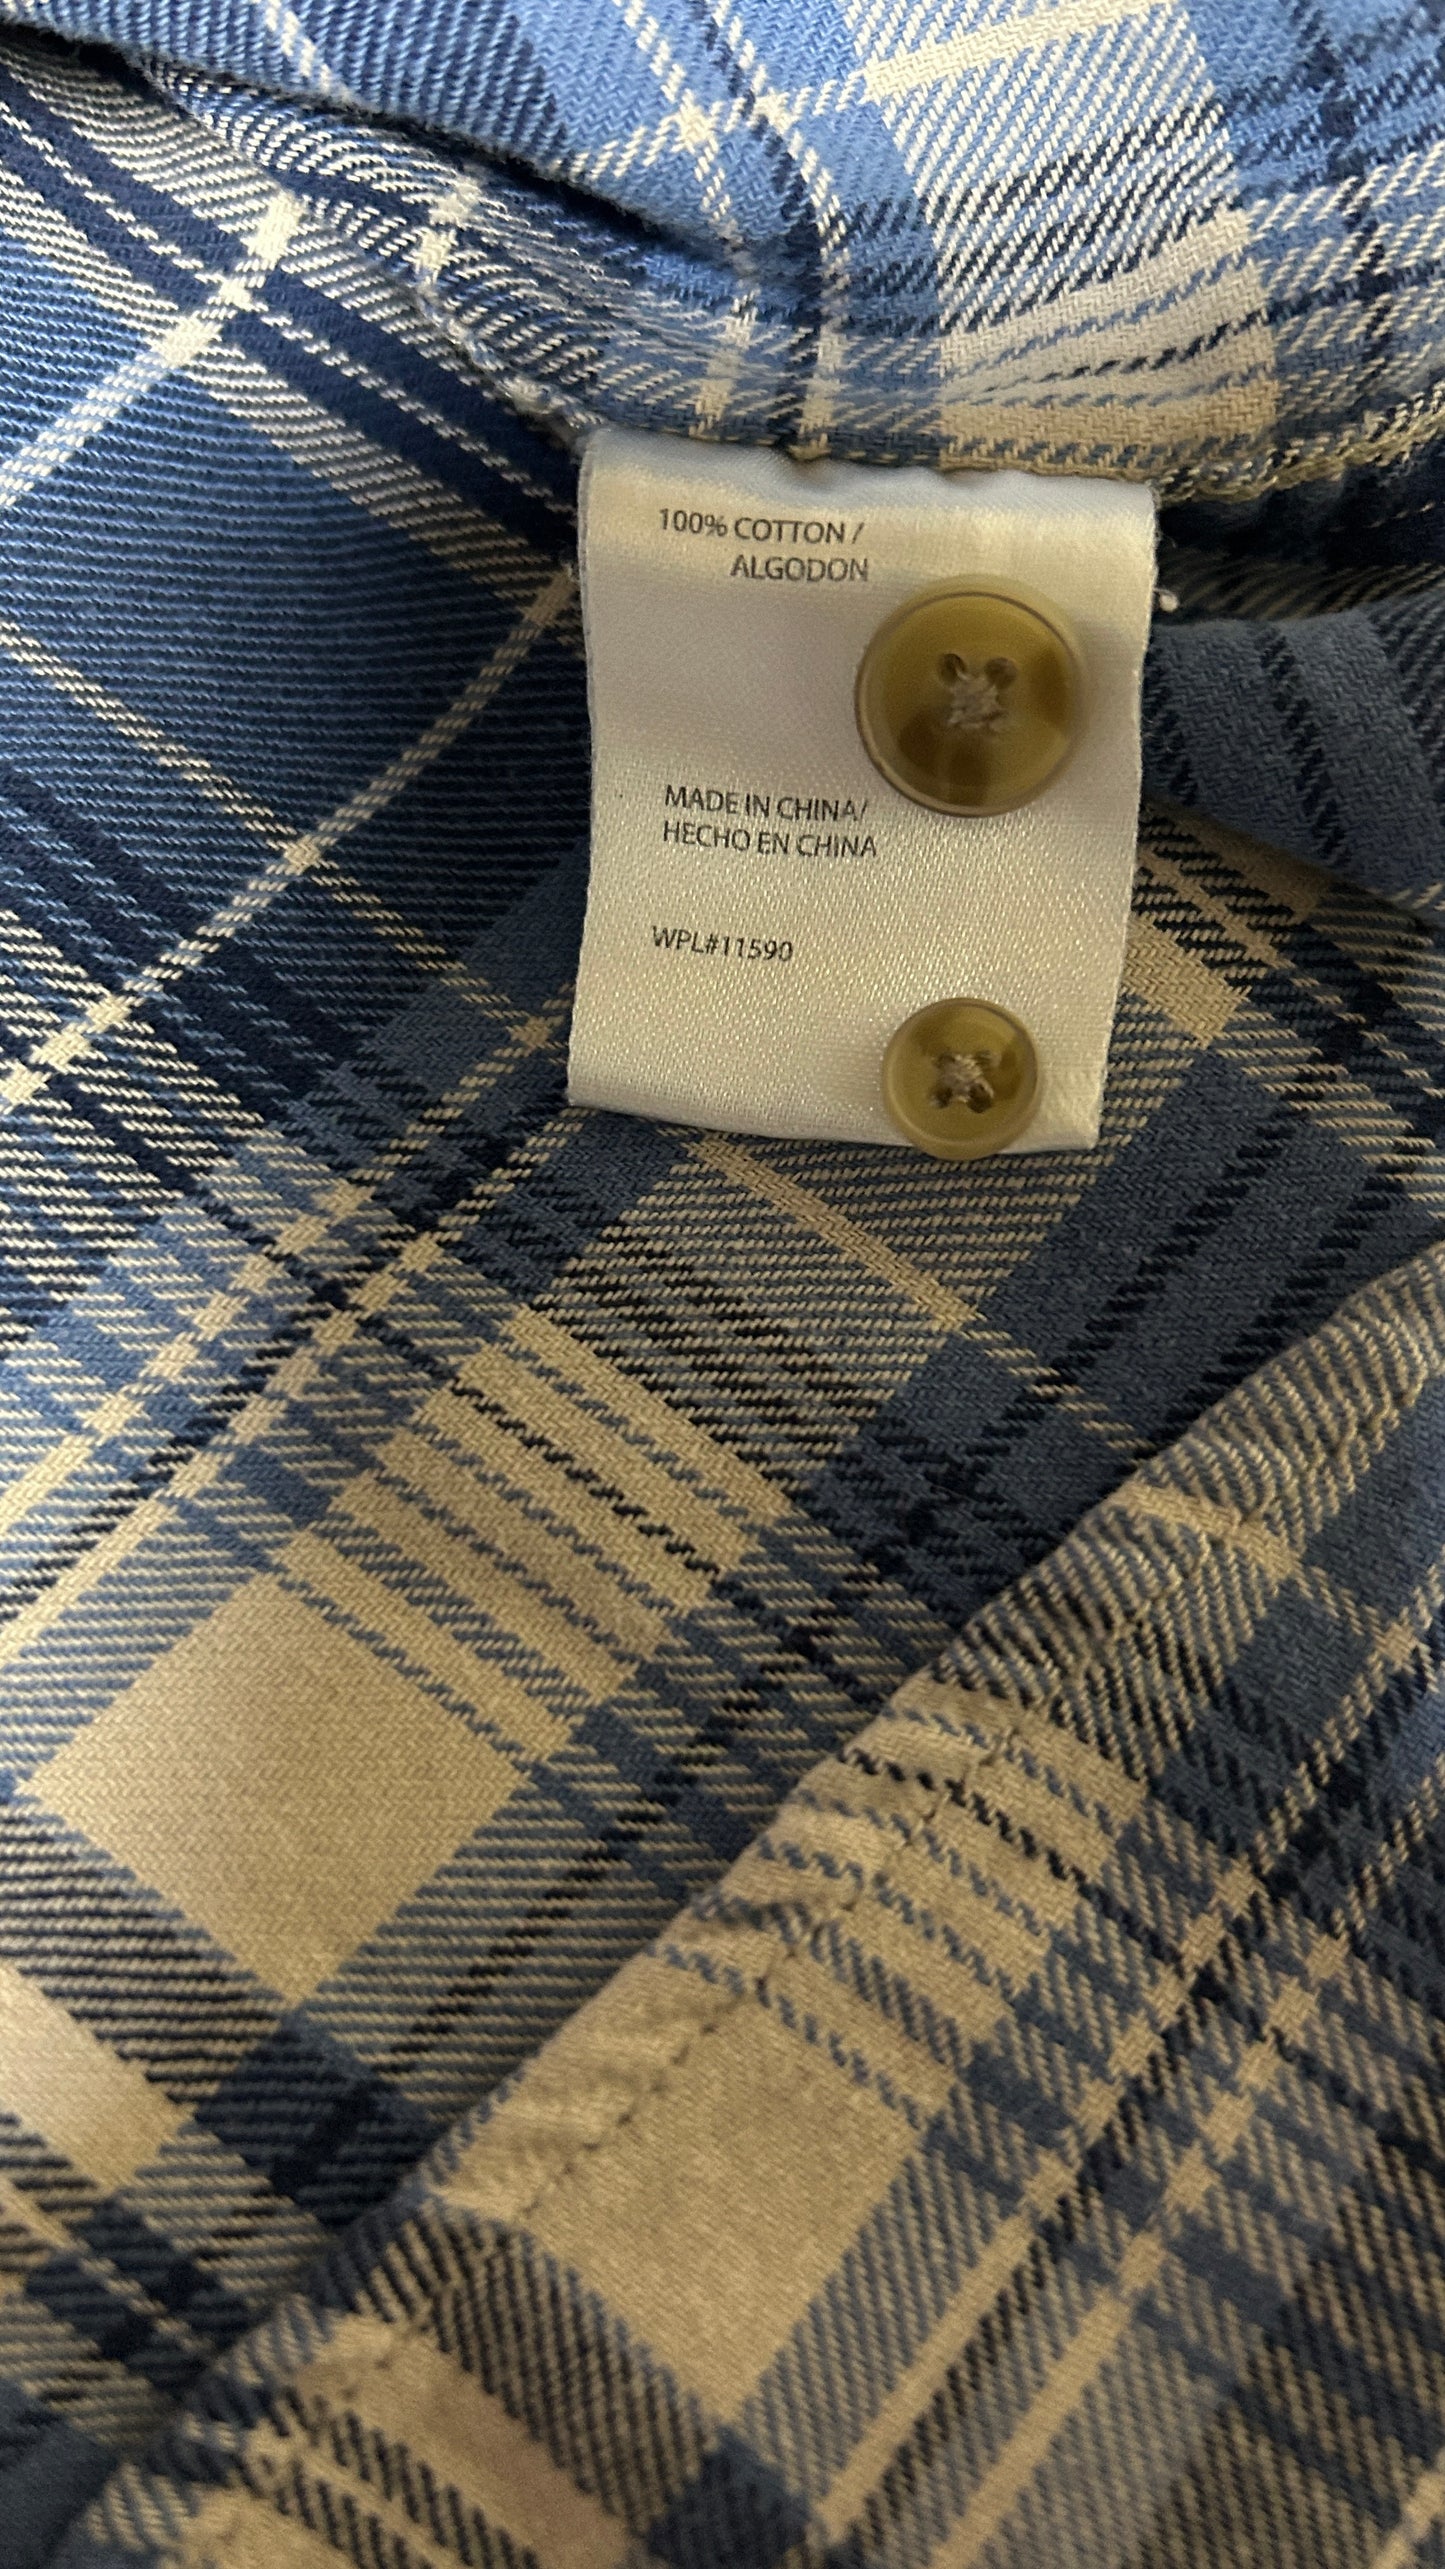 100% COTTON /
ALGODON
MADE IN CHINA/
HECHO EN CHINA
WPL#11590